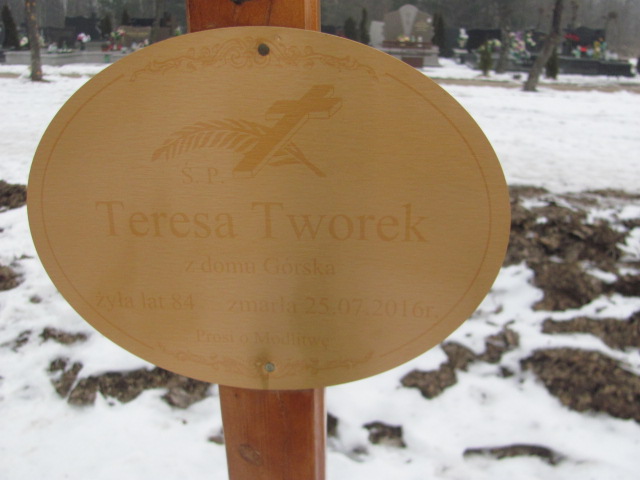 Ś. P.
Teresa Tworek
z domu Górska
żyła lat 84. zmarła 25.07.2016r.
Prosi o Modlitwę